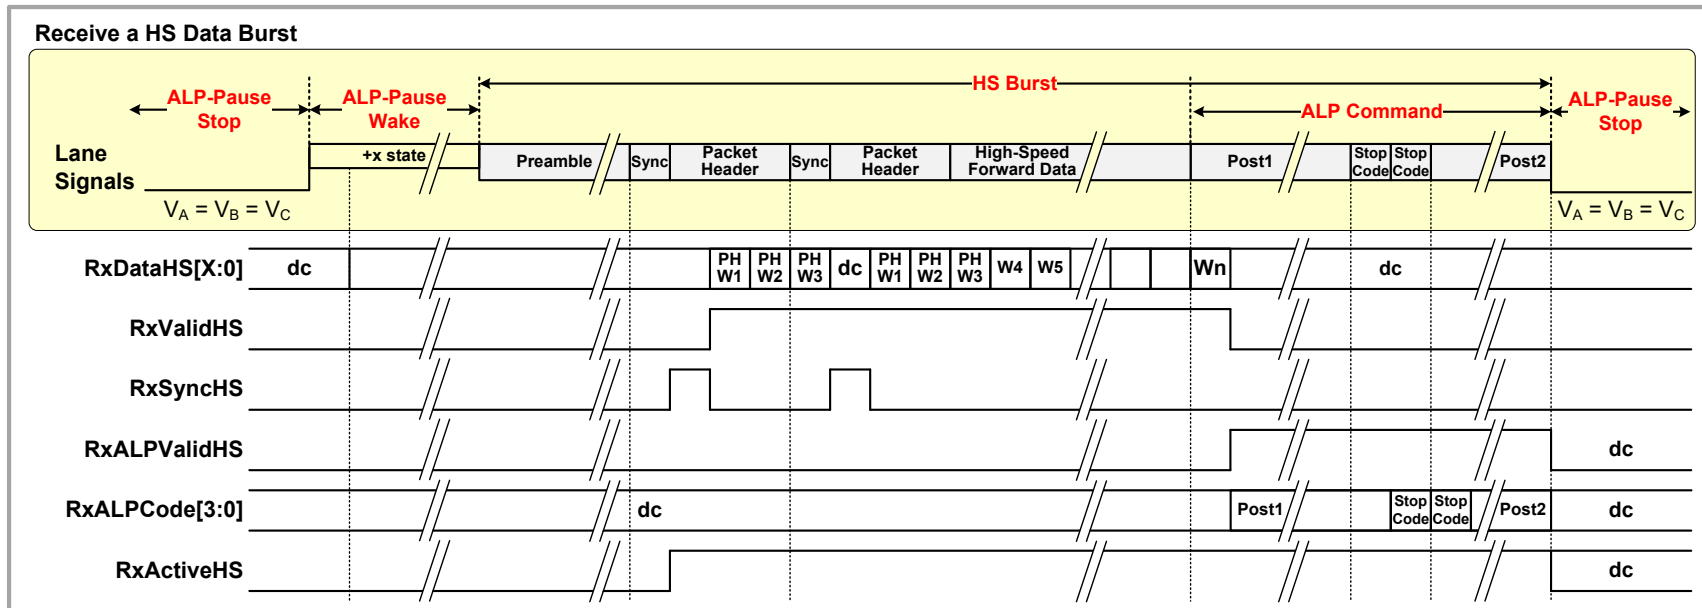 Receive a HS Data Burst
HS Burst
ALP-Pause
Stop
ALP-Pause
Wake
ALP Command
ALP-Pause
Stop
Lane
Signals
+x state
Preamble
Sync
Packet
Header
Sync
Packet
Header
High-Speed
Forward Data
Post1
Stop
Code
Stop
Code
Post2
VA = VB = VC
VA = VB = VC
RxDataHS[X:0]
dc
PH
W1
PH
W2
PH
W3
dc
PH
W1
PH
W2
PH
W3
W4
W5
Wn
dc
RxValidHS
RxSyncHS
RxALPValidHS
dc
RxALPCode[3:0]
dc
Post1
Stop
Code
Stop
Code
Post2
dc
RxActiveHS
dc